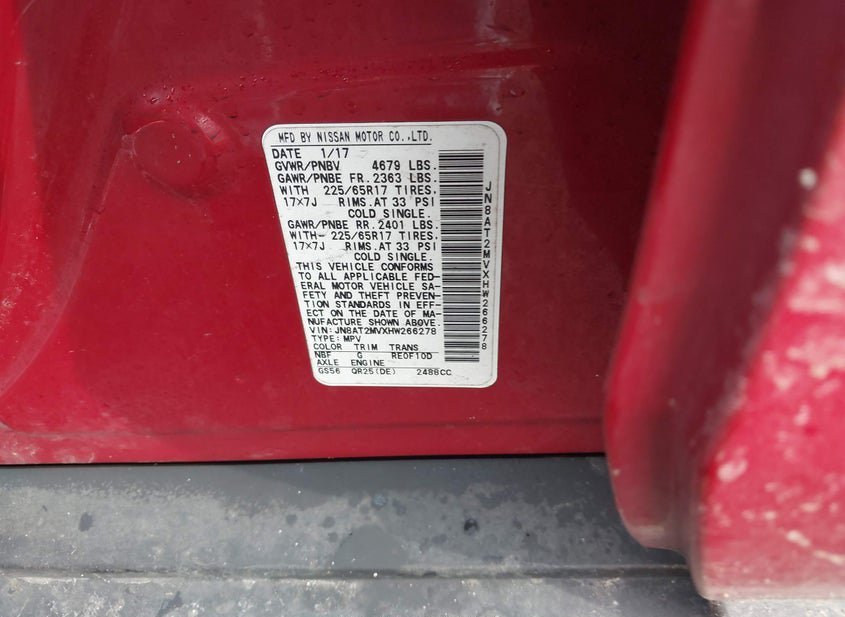 MFD BY NISSAN MOTOR CO.,LTD.
DATE 1/17
GVWR/PNBV 4679 LBS.
GAWR/PNBE FR. 2363 LBS.
WITH 225/65R17 TIRES.
17×7J RIMS.AT 33 PSI
COLD SINGLE.
GAWR/PNBE RR. 2401 LBS.
WITH- 225/65R17 TIRES.
17×7J RIMS.AT 33 PSI
COLD SINGLE.
THIS VEHICLE CONFORMS
TO ALL APPLICABLE FED-
ERAL MOTOR VEHICLE SA-
FETY AND THEFT PREVEN-
TION STANDARDS IN EFF-
ECT ON THE DATE OF MA-
NUFACTURE SHOWN ABOVE.
VIN:JN8AT2MVXHW266278
TYPE:MPV
COLOR TRIM TRANS
NBF G RE0F10D
AXLE ENGINE
GS56 QR25(DE) 2488CC
JN8AT2MVXHW266278